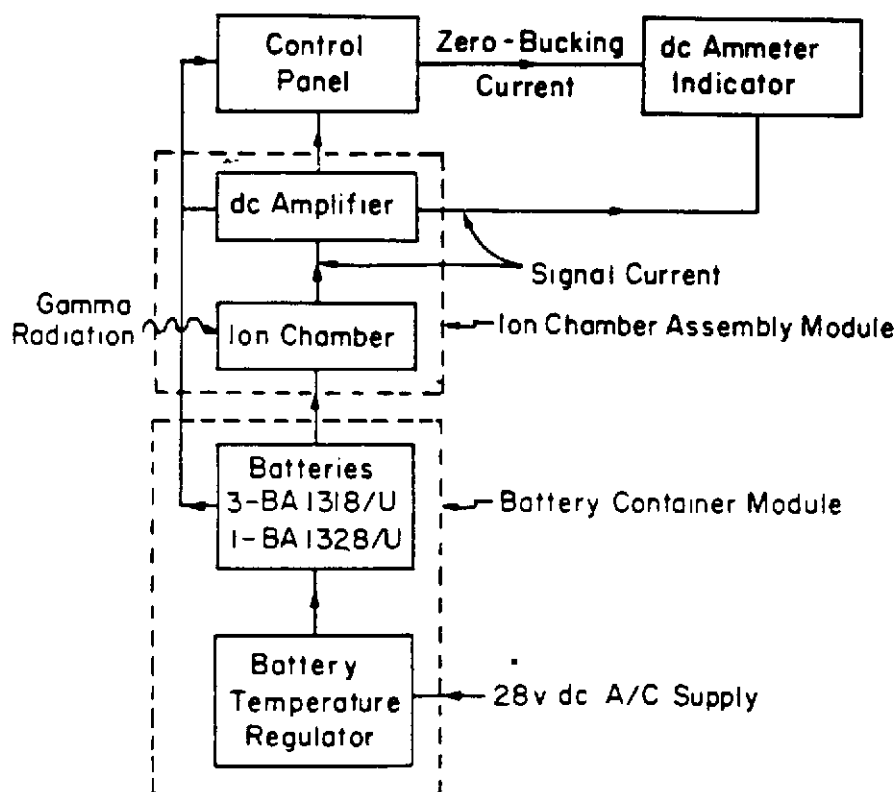 Control
Panel
Zero-Bucking
Current
dc Ammeter
Indicator
dc Amplifier
Signal Current
Gamma
Radiation
Ion Chamber
Ion Chamber Assembly Module
Batteries
3-BA1318/U
1-BA1328/U
Battery Container Module
Battery
Temperature
Regulator
28v dc A/C Supply